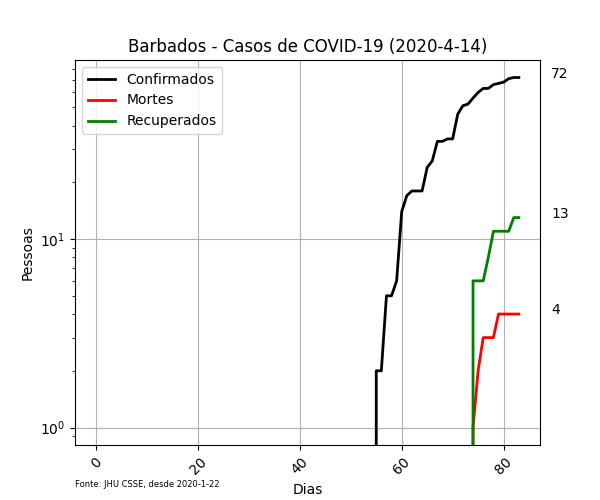 Barbados - Casos de COVID-19 (2020-4-14)
Confirmados
Mortes
Recuperados
72
13
4
Pessoas
10¹
10⁰
0 20 40 60 80
Dias
Fonte: JHU CSSE, desde 2020-1-22